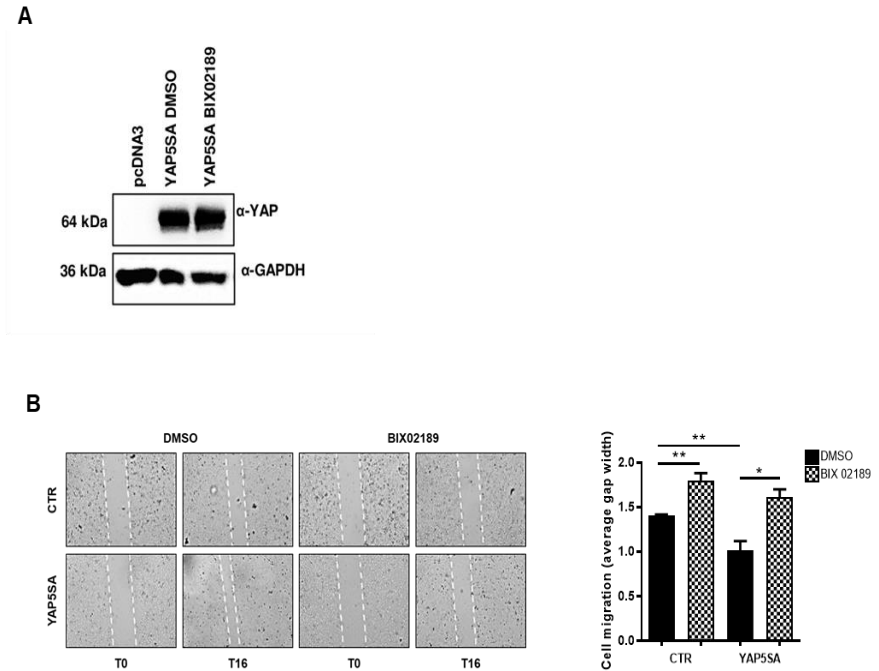 A
pcDNA3
YAP5SA DMSO
YAP5SA BIX02189
64 kDa
α-YAP
36 kDa
α-GAPDH
B
DMSO
BIX02189
CTR
YAP5SA
T0
T16
T0
T16
Cell migration (average gap width)
2.0
1.5
1.0
0.5
0.0
**
**
*
CTR
YAP5SA
DMSO
BIX 02189